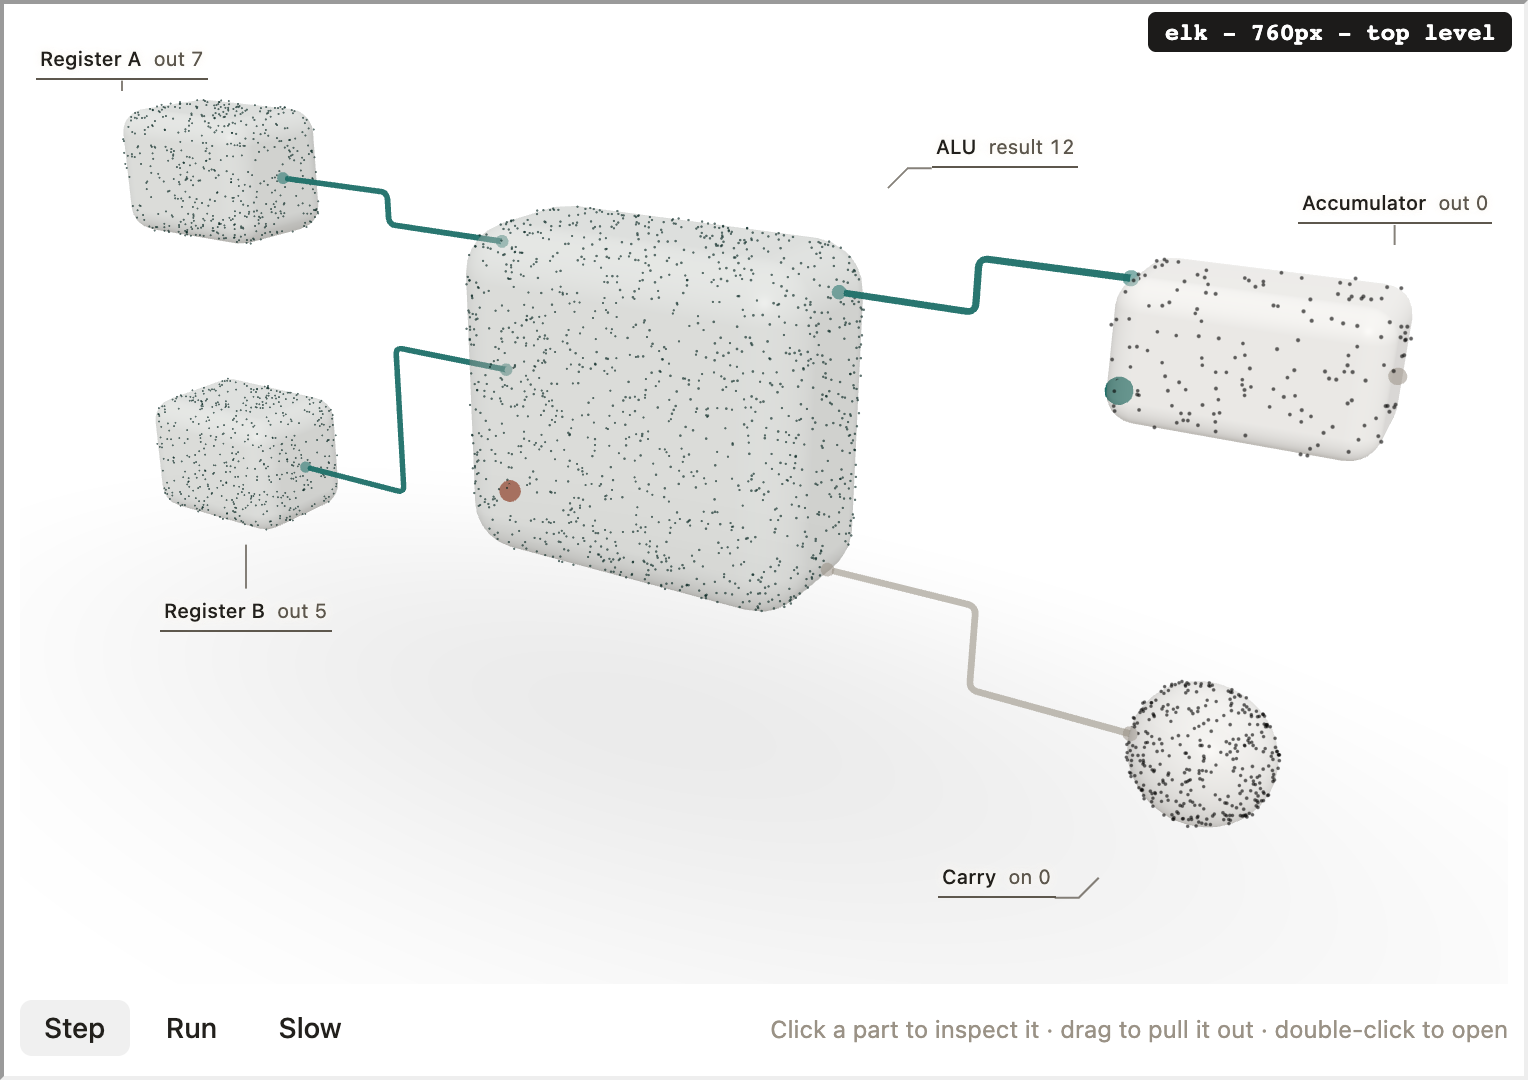 elk - 760px - top level
Register A out 7
ALU result 12
Accumulator out 0
Register B out 5
Carry on 0
Step Run Slow
Click a part to inspect it · drag to pull it out · double-click to open